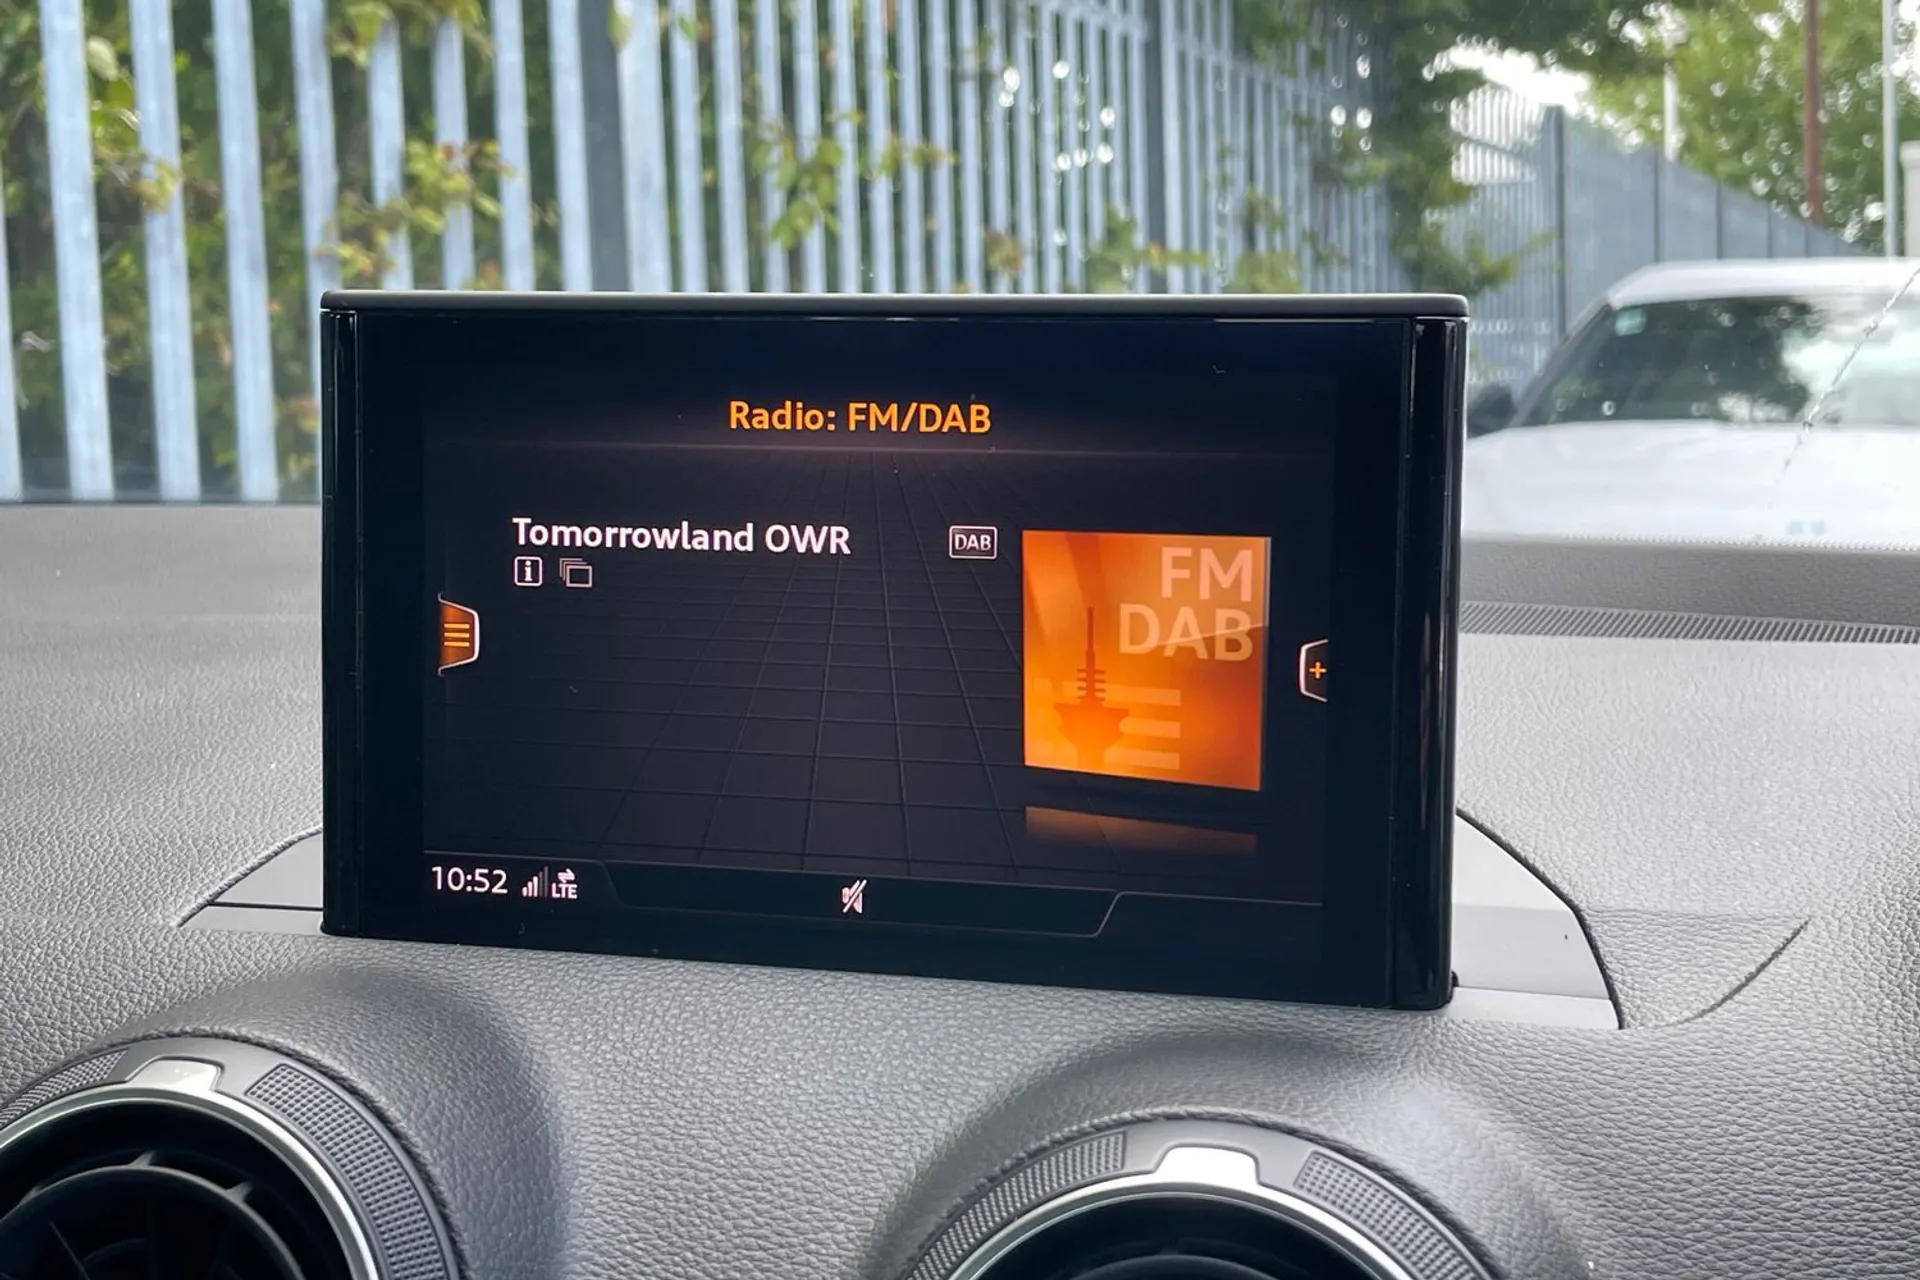 Radio: FM/DAB
Tomorrowland OWR
DAB
i
FM
DAB
+
10:52
LTE